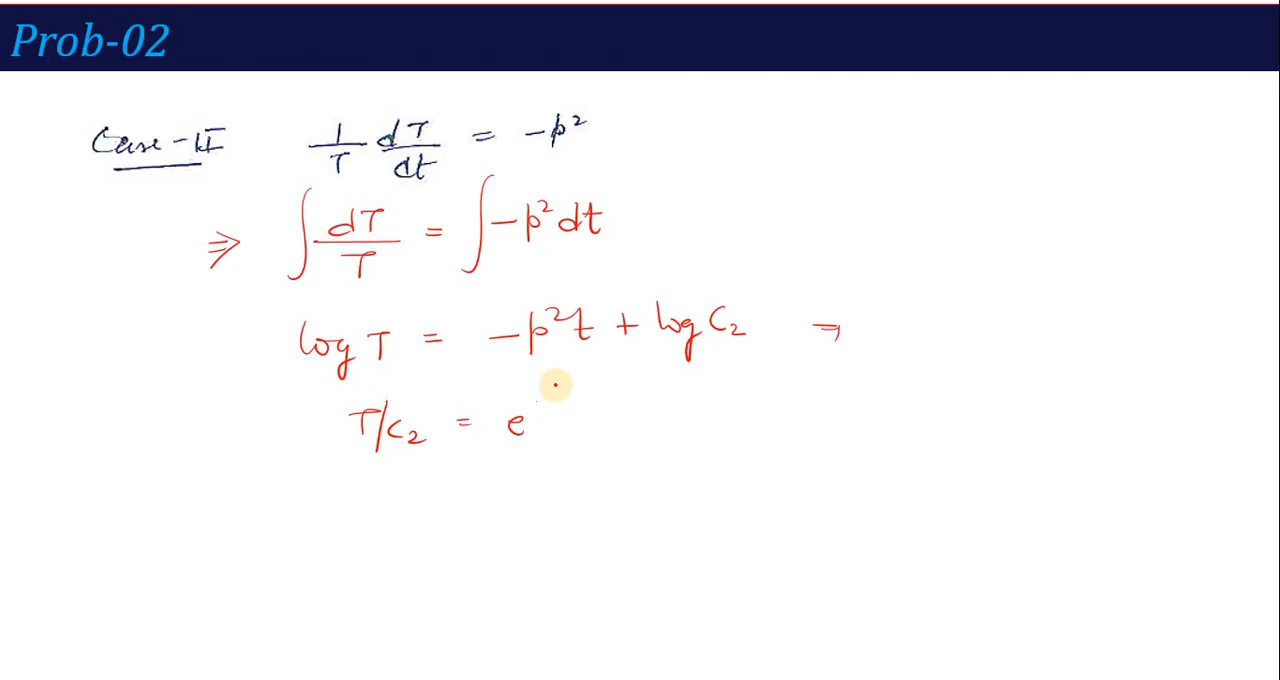 Prob-02
Case-II 1/T dT/dt = -p²
⇒ ∫ dT/T = ∫ -p² dt
log T = -p²t + log C₂ ⇒
T/C₂ = e